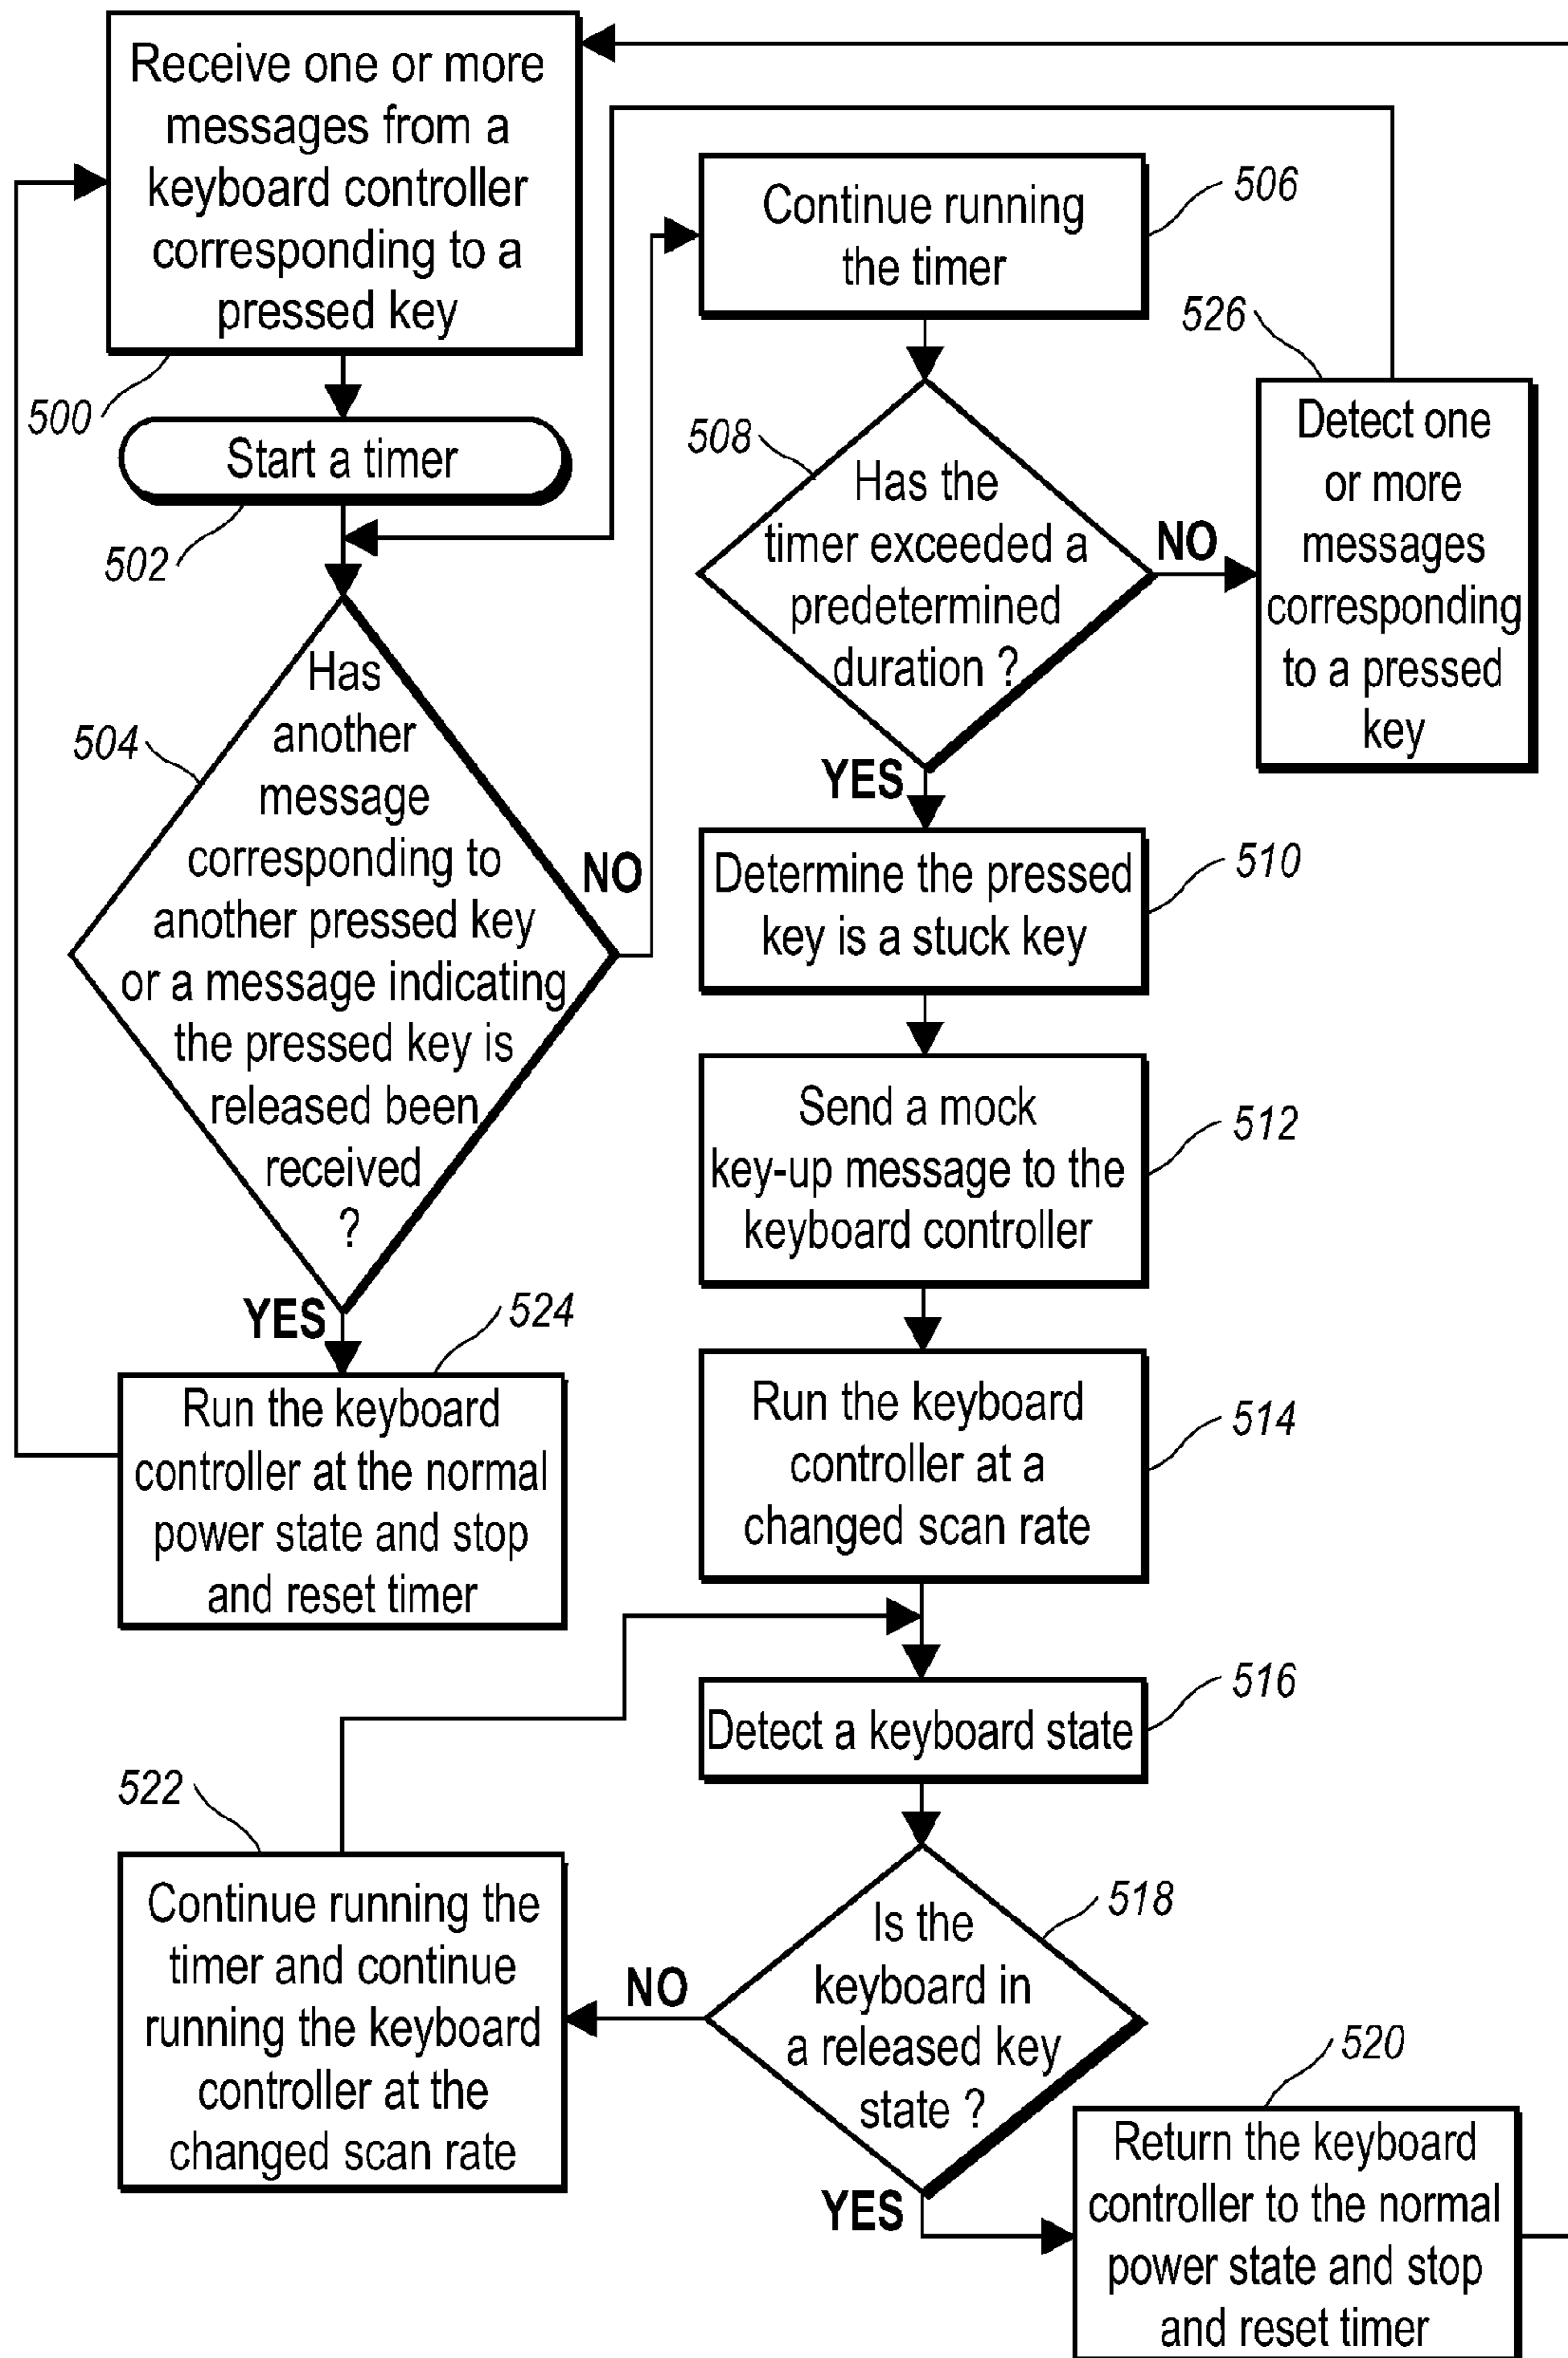 Receive one or more
messages from a
keyboard controller
corresponding to a
pressed key
500
Start a timer
502
Has
another
message
corresponding to
another pressed key
or a message indicating
the pressed key is
released been
received
?
504
NO
YES
524
Run the keyboard
controller at the normal
power state and stop
and reset timer
Continue running
the timer
506
508
Has the
timer exceeded a
predetermined
duration ?
NO
526
Detect one
or more
messages
corresponding
to a pressed
key
YES
Determine the pressed
key is a stuck key
510
Send a mock
key-up message to the
keyboard controller
512
Run the keyboard
controller at a
changed scan rate
514
Detect a keyboard state
516
Is the
keyboard in
a released key
state ?
518
NO
522
Continue running the
timer and continue
running the keyboard
controller at the
changed scan rate
YES
520
Return the keyboard
controller to the normal
power state and stop
and reset timer